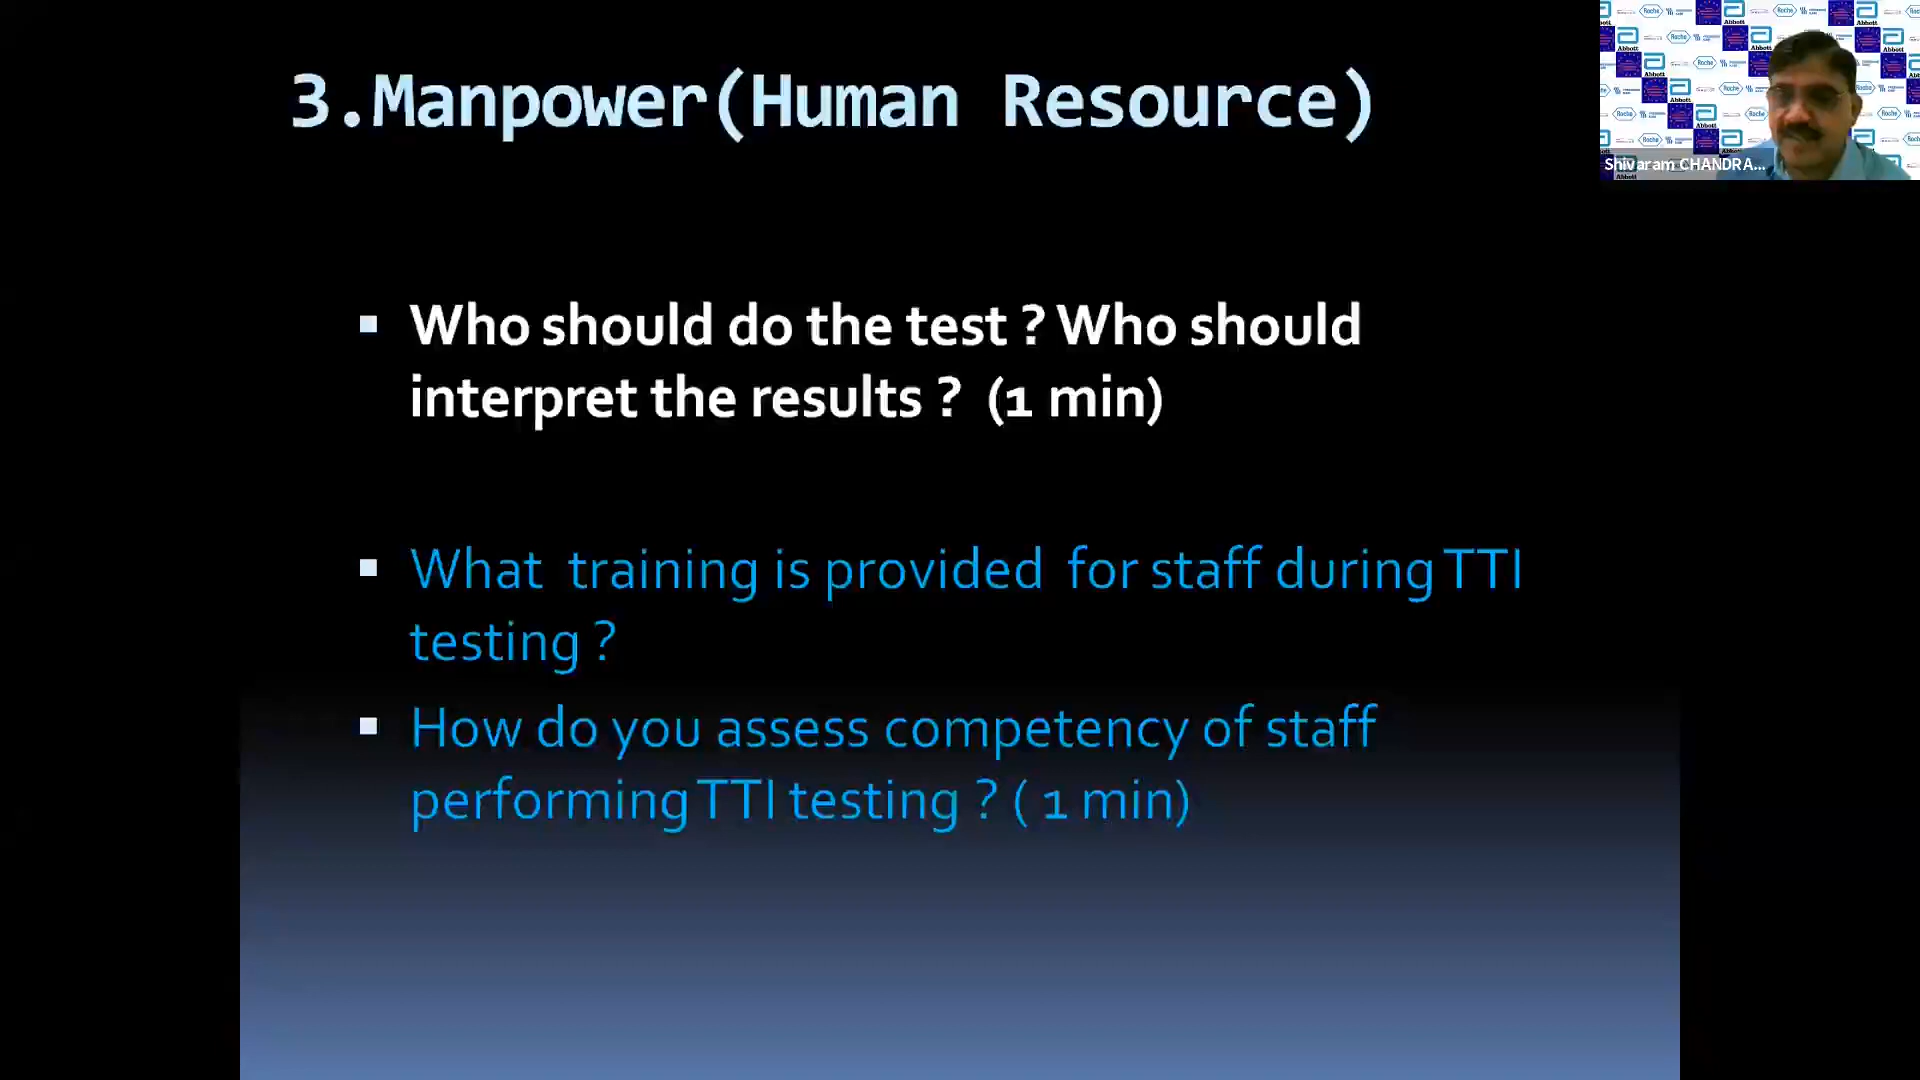 3.Manpower(Human Resource)
Who should do the test ? Who should
interpret the results ? (1 min)
What training is provided for staff during TTI
testing ?
How do you assess competency of staff
performing TTI testing ? ( 1 min)
Shivaram CHANDRA...
Roche
Abbott